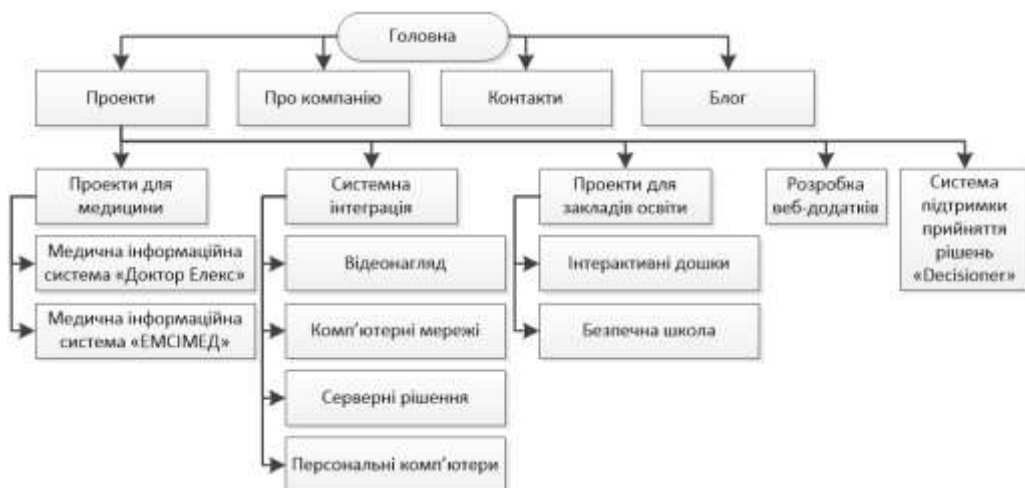 Головна
Проекти
Про компанію
Контакти
Блог
Проекти для
медицини
Системна
інтеграція
Проекти для
закладів освіти
Розробка
веб-додатків
Система
підтримки
прийняття
рішень
«Decisioner»
Медична інформаційна
система «Доктор Елекс»
Відеонагляд
Інтерактивні дошки
Медична інформаційна
система «ЕМСІМЕД»
Комп'ютерні мережі
Безпечна школа
Серверні рішення
Персональні комп'ютери